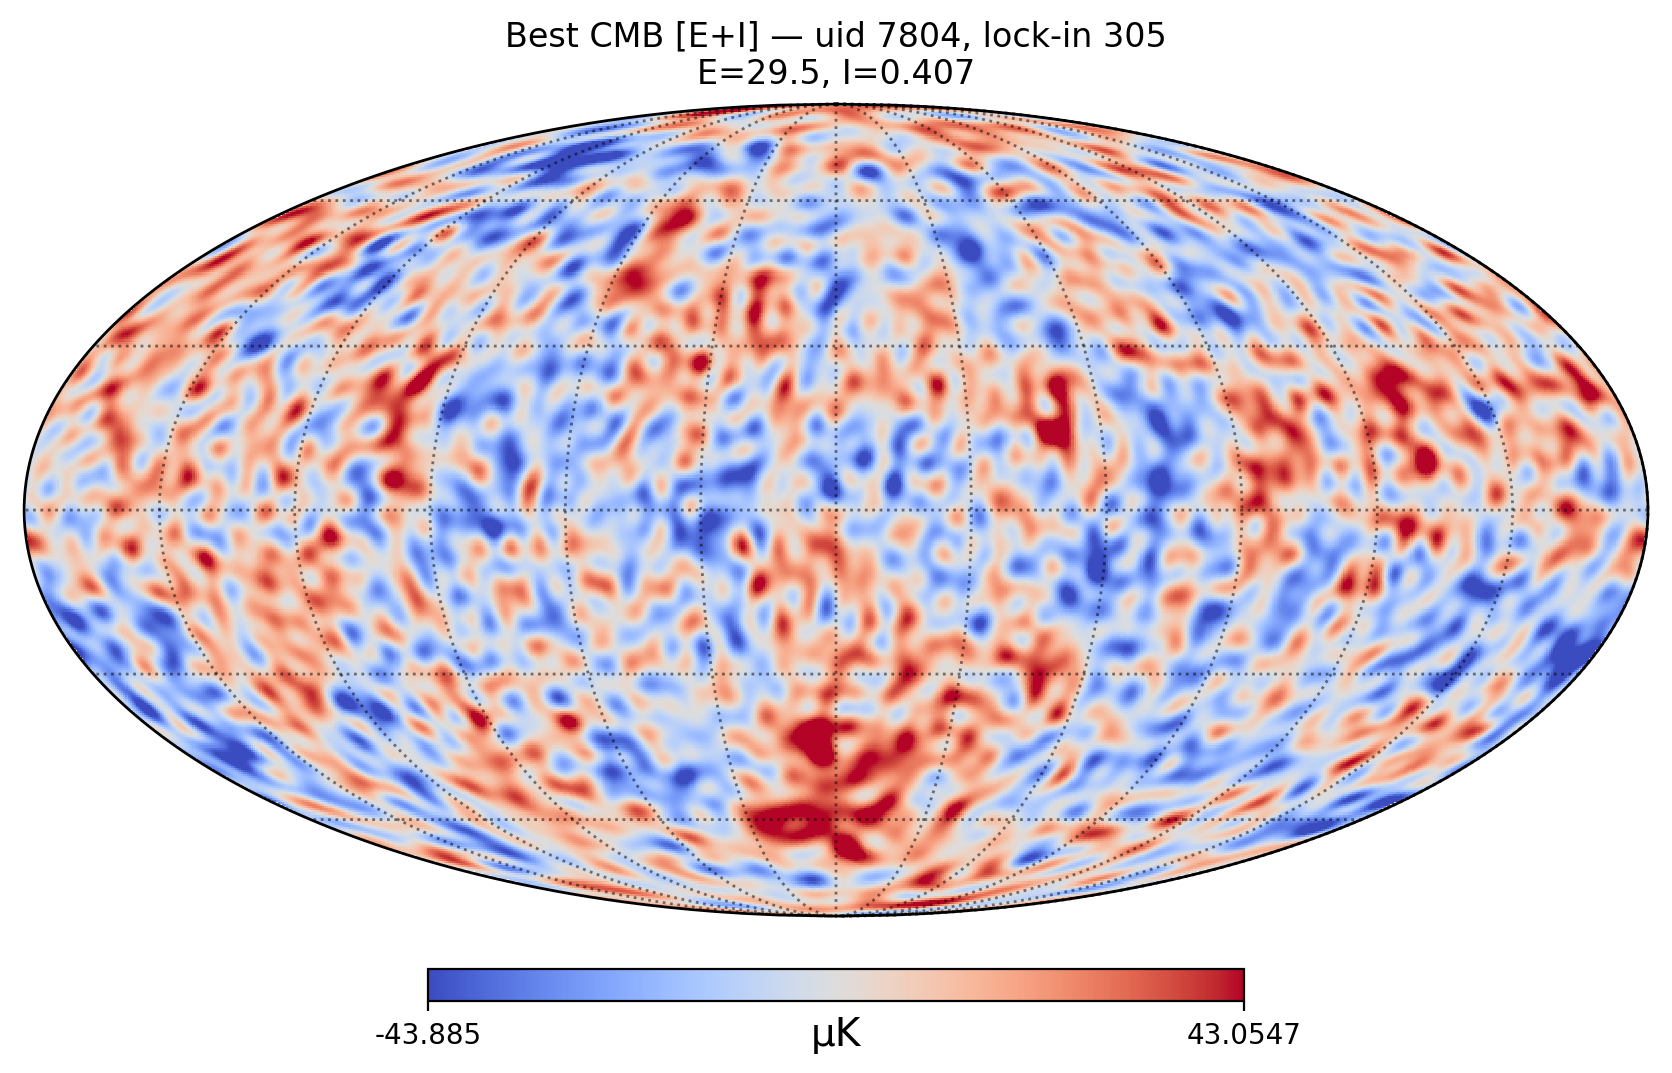 Best CMB [E+I] — uid 7804, lock-in 305
E=29.5, I=0.407
-43.885
μK
43.0547